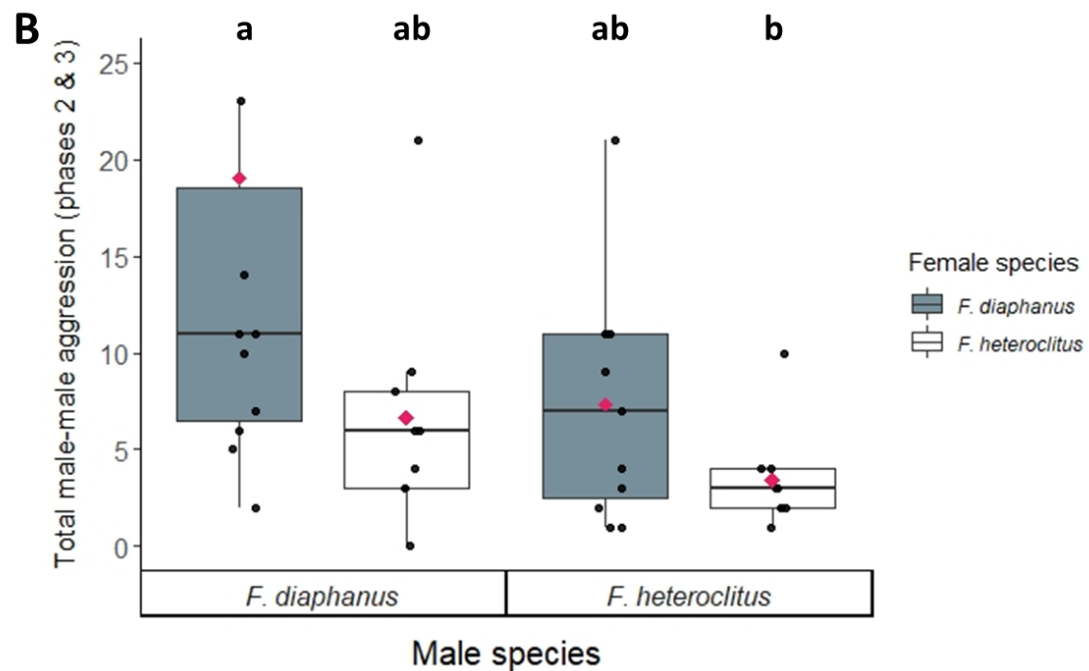 B
a ab ab b
Total male-male aggression (phases 2 & 3)
25
20
15
10
5
0
F. diaphanus F. heteroclitus
Male species
Female species
F. diaphanus
F. heteroclitus